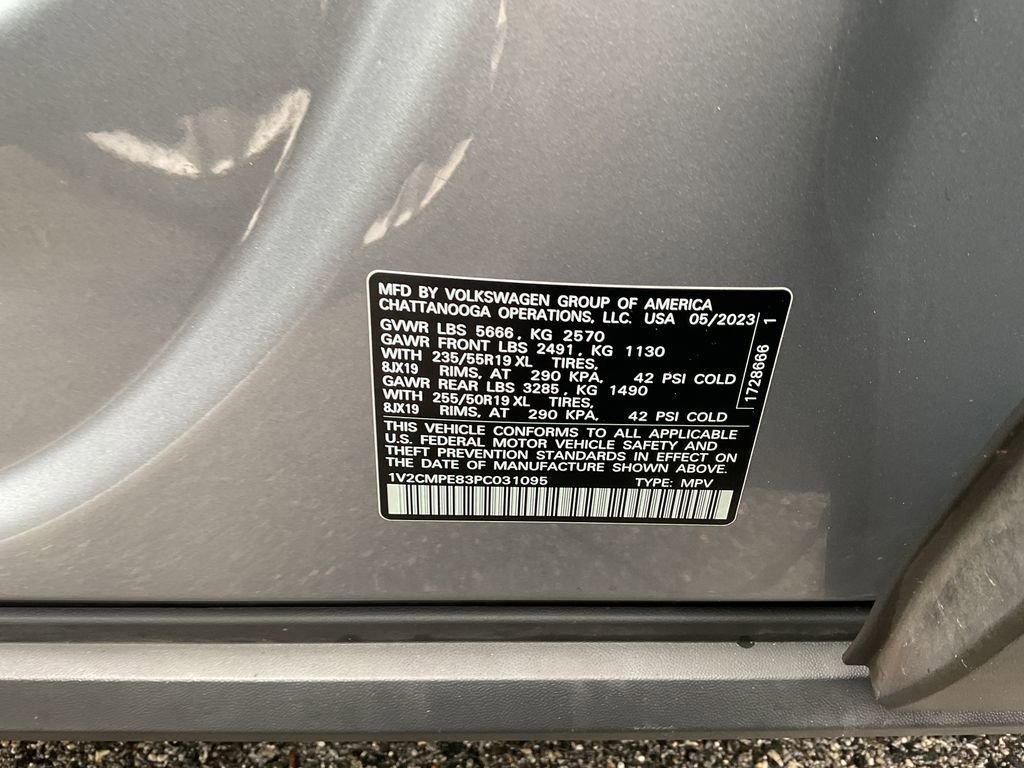 MFD BY VOLKSWAGEN GROUP OF AMERICA
CHATTANOOGA OPERATIONS, LLC. USA 05/2023
GVWR LBS 5666, KG 2570
GAWR FRONT LBS 2491, KG 1130
WITH 235/55R19 XL TIRES,
8JX19 RIMS, AT 290 KPA, 42 PSI COLD
GAWR REAR LBS 3285, KG 1490
WITH 255/50R19 XL TIRES,
8JX19 RIMS, AT 290 KPA, 42 PSI COLD
1728666 1
THIS VEHICLE CONFORMS TO ALL APPLICABLE
U.S. FEDERAL MOTOR VEHICLE SAFETY AND
THEFT PREVENTION STANDARDS IN EFFECT ON
THE DATE OF MANUFACTURE SHOWN ABOVE.
1V2CMPE83PC031095 TYPE: MPV